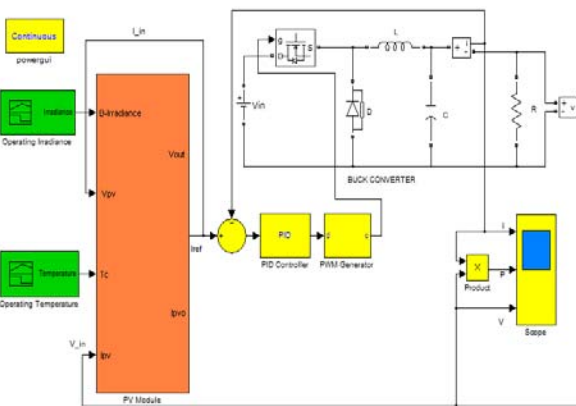 Continuous
powergui
I_in
Irradiance
Operating Irradiance
B-Irradiance
Vout
Vpv
Iref
Temperature
Operating Temperature
Tc
Ipvo
V_in
Ipv
PV Module
+
-
PID
PID Controller
PWM Generator
g
D
S
Vin
L
D
C
i
R
v
BUCK CONVERTER
X
Product
I
P
V
Scope